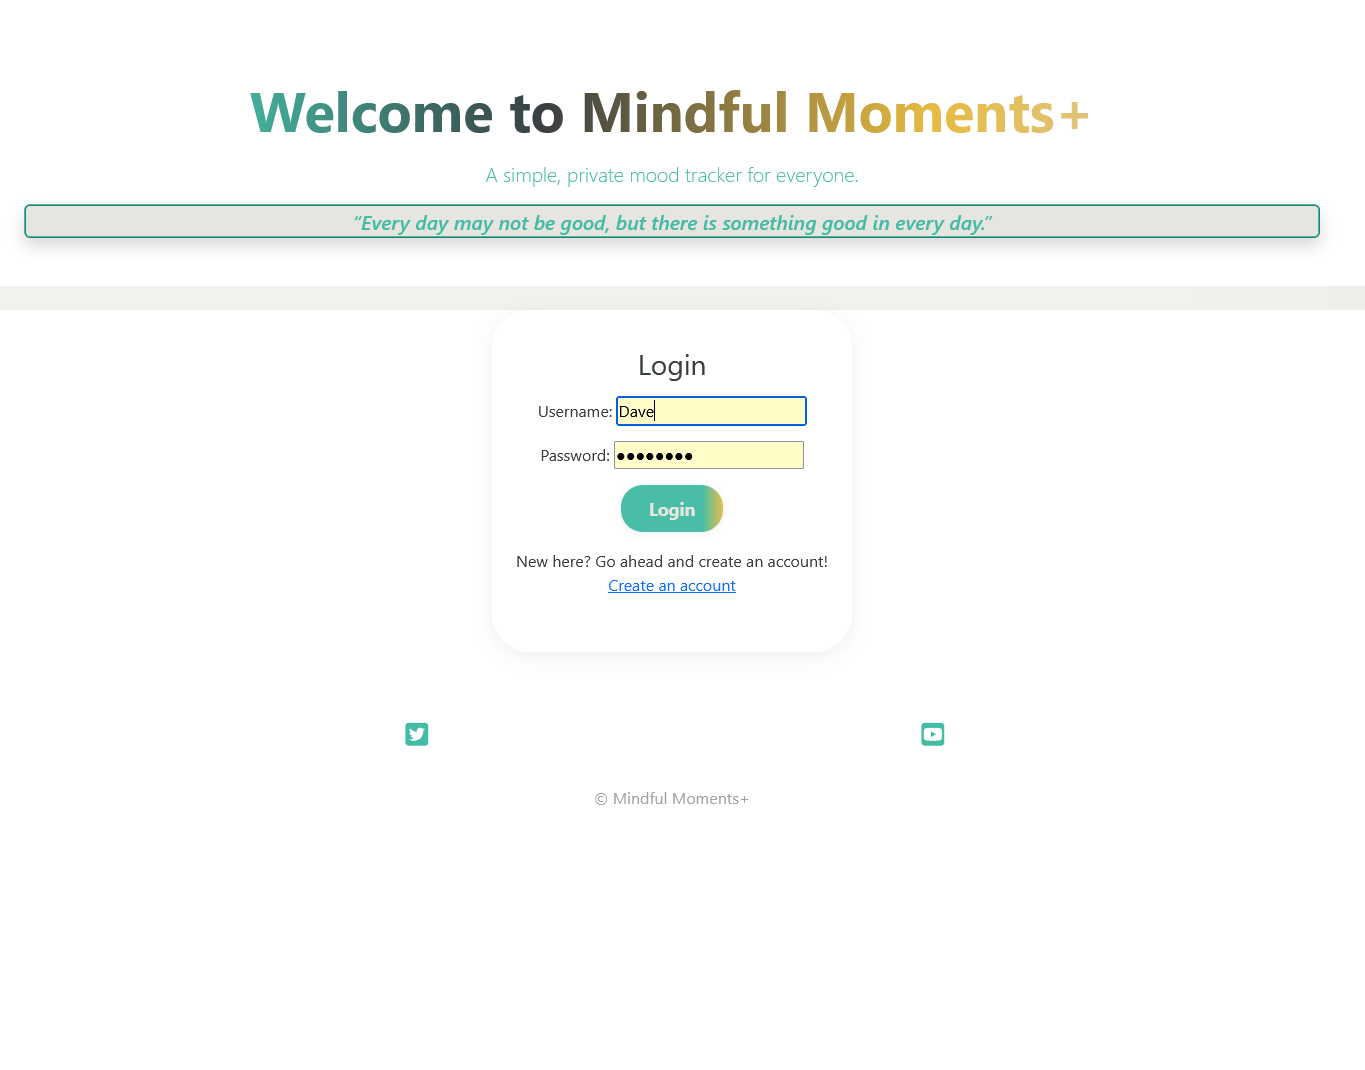 Welcome to Mindful Moments+
A simple, private mood tracker for everyone.
“Every day may not be good, but there is something good in every day.”
Login
Username: Dave
Password: ●●●●●●●●
Login
New here? Go ahead and create an account!
Create an account
© Mindful Moments+